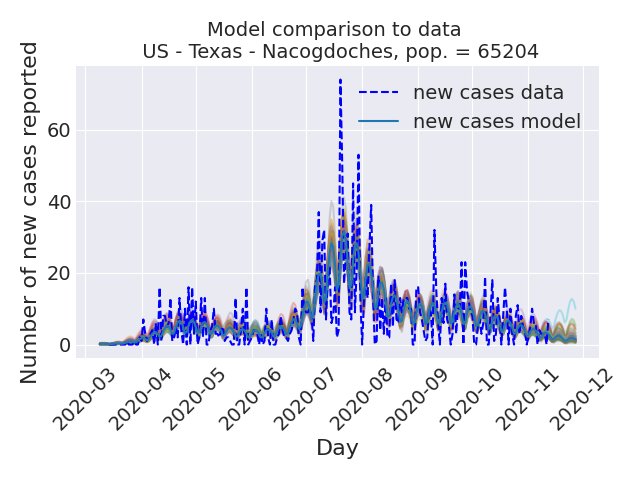 Model comparison to data
US - Texas - Nacogdoches, pop. = 65204
Number of new cases reported
60
40
20
0
new cases data
new cases model
2020-03
2020-04
2020-05
2020-06
2020-07
2020-08
2020-09
2020-10
2020-11
2020-12
Day